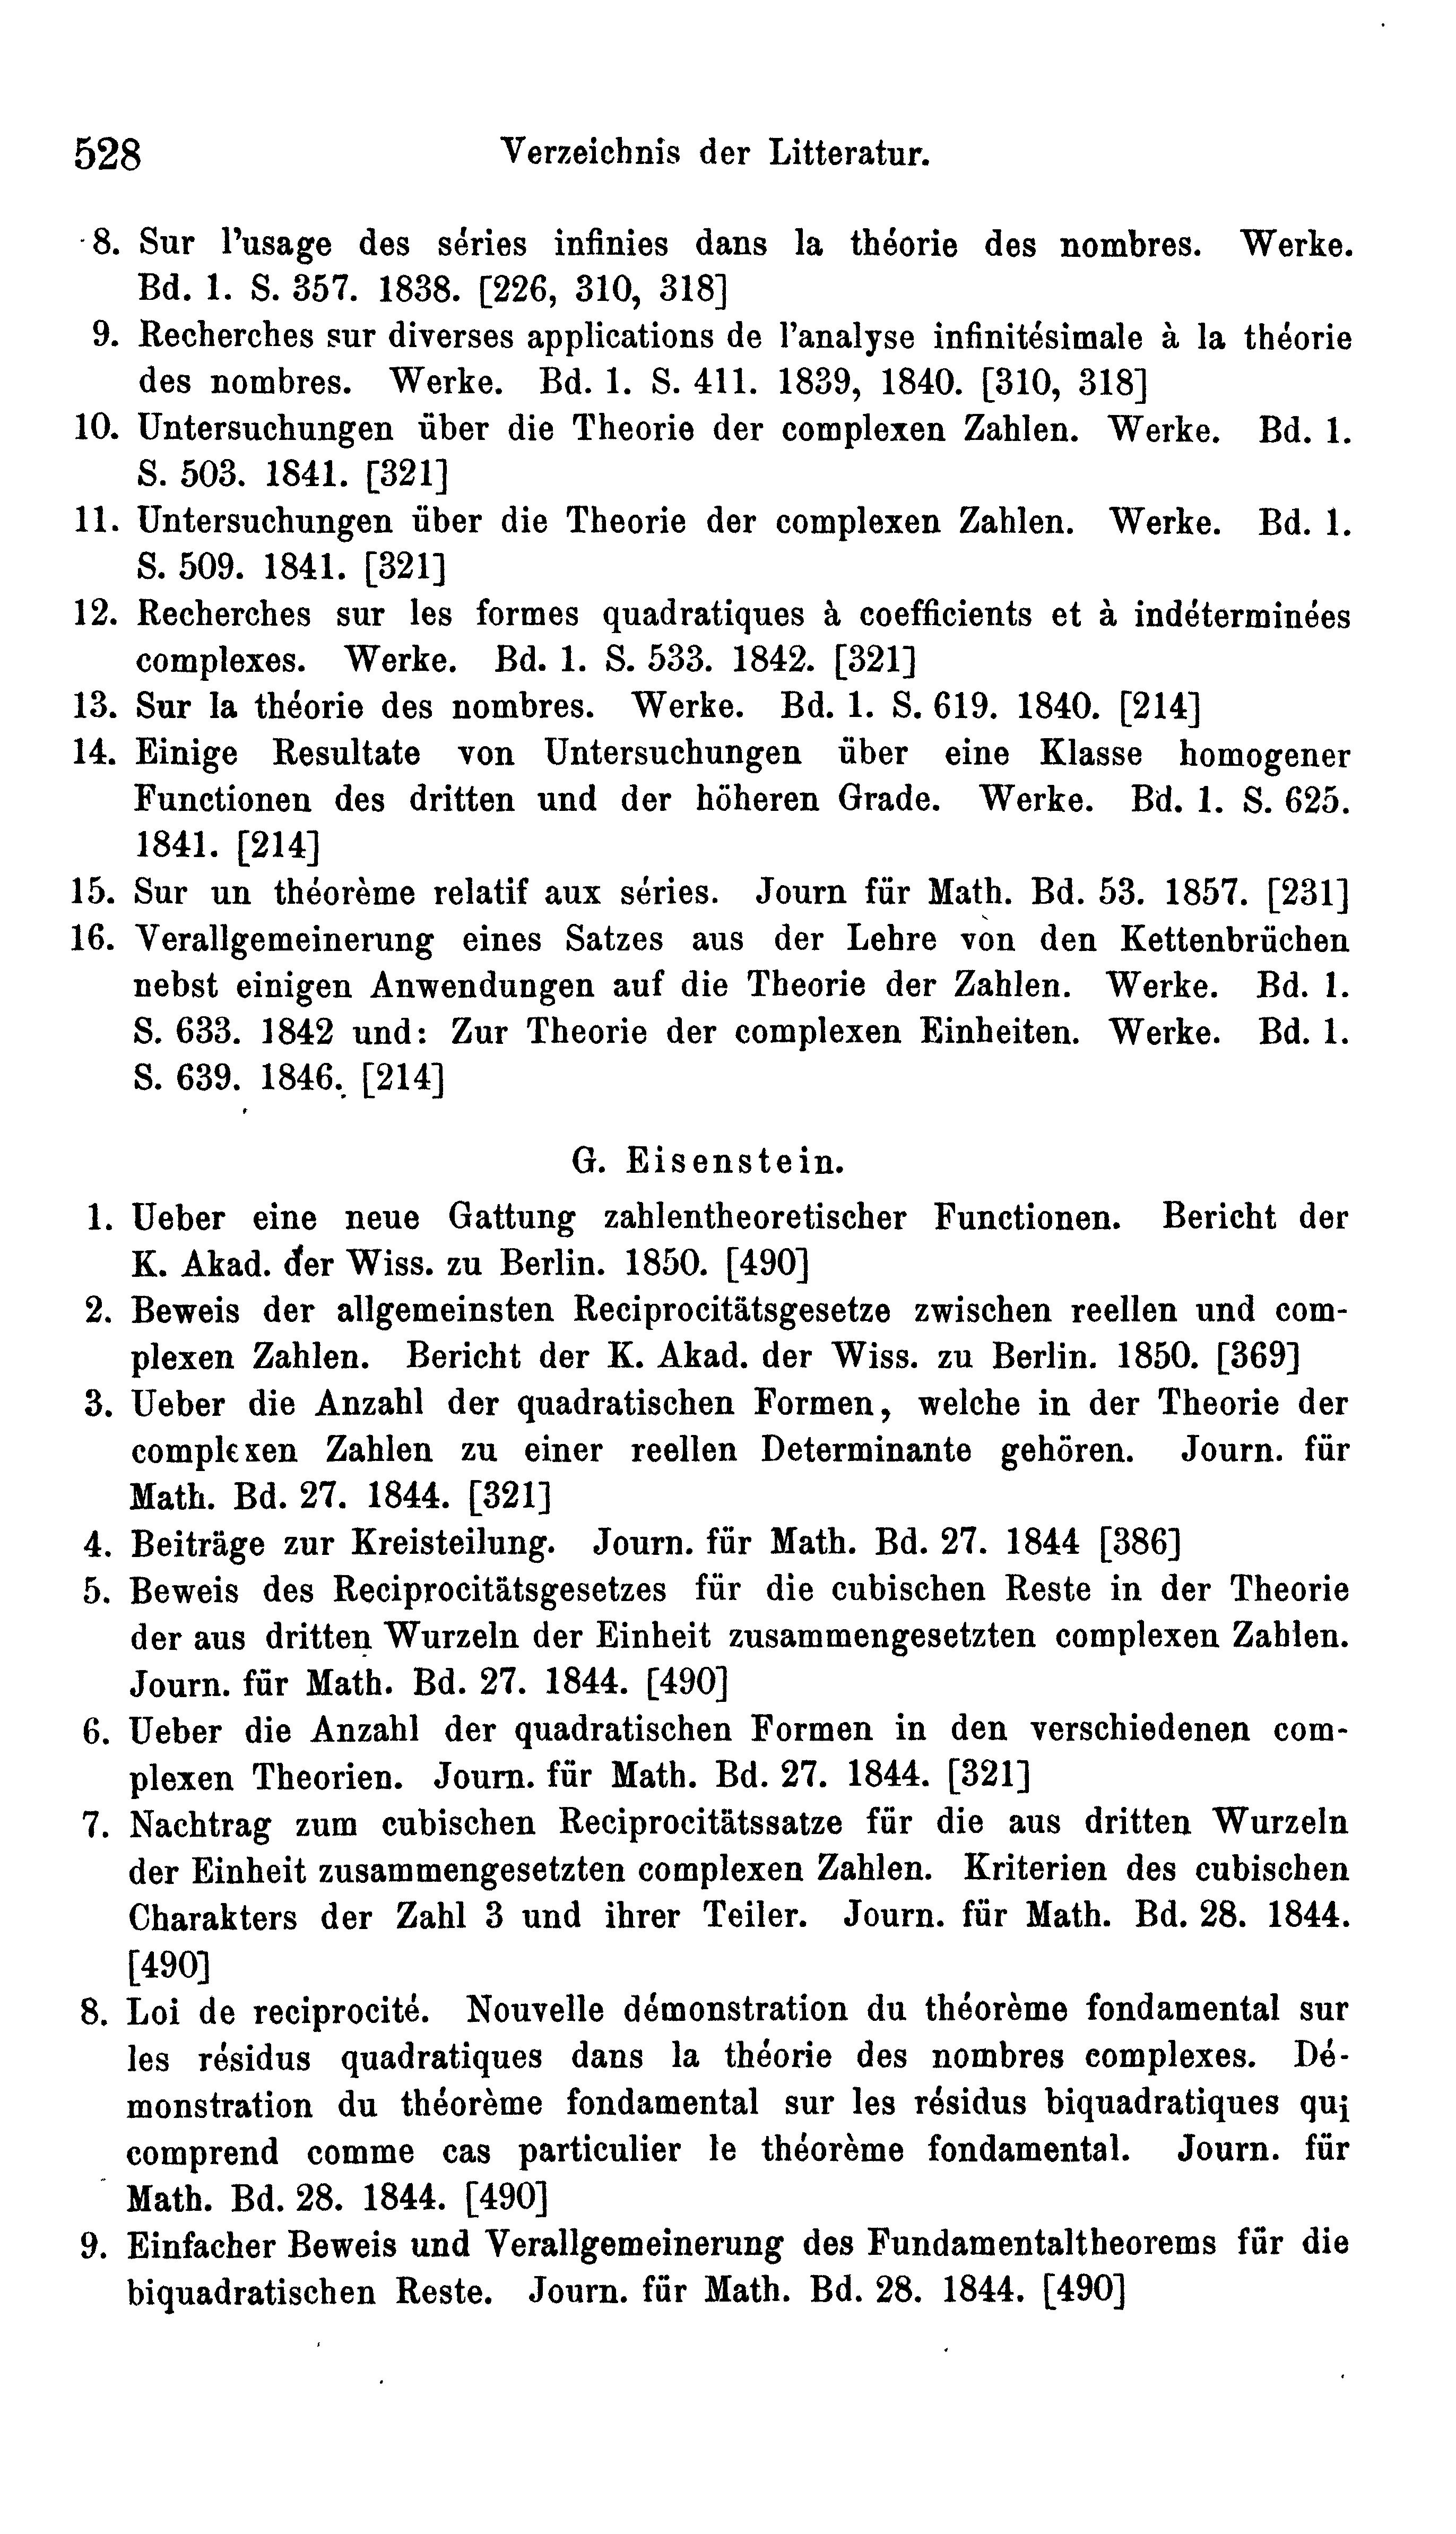 528 Verzeichnis der Litteratur.
8. Sur l'usage des séries infinies dans la théorie des nombres. Werke.
Bd. 1. S. 357. 1838. [226, 310, 318]
9. Recherches sur diverses applications de l'analyse infinitésimale à la théorie
des nombres. Werke. Bd. 1. S. 411. 1839, 1840. [310, 318]
10. Untersuchungen über die Theorie der complexen Zahlen. Werke. Bd. 1.
S. 503. 1841. [321]
11. Untersuchungen über die Theorie der complexen Zahlen. Werke. Bd. 1.
S. 509. 1841. [321]
12. Recherches sur les formes quadratiques à coefficients et à indéterminées
complexes. Werke. Bd. 1. S. 533. 1842. [321]
13. Sur la théorie des nombres. Werke. Bd. 1. S. 619. 1840. [214]
14. Einige Resultate von Untersuchungen über eine Klasse homogener
Functionen des dritten und der höheren Grade. Werke. Bd. 1. S. 625.
1841. [214]
15. Sur un théorème relatif aux séries. Journ für Math. Bd. 53. 1857. [231]
16. Verallgemeinerung eines Satzes aus der Lehre von den Kettenbrüchen
nebst einigen Anwendungen auf die Theorie der Zahlen. Werke. Bd. 1.
S. 633. 1842 und: Zur Theorie der complexen Einheiten. Werke. Bd. 1.
S. 639. 1846. [214]
G. Eisenstein.
1. Ueber eine neue Gattung zahlentheoretischer Functionen. Bericht der
K. Akad. der Wiss. zu Berlin. 1850. [490]
2. Beweis der allgemeinsten Reciprocitätsgesetze zwischen reellen und com-
plexen Zahlen. Bericht der K. Akad. der Wiss. zu Berlin. 1850. [369]
3. Ueber die Anzahl der quadratischen Formen, welche in der Theorie der
complexen Zahlen zu einer reellen Determinante gehören. Journ. für
Math. Bd. 27. 1844. [321]
4. Beiträge zur Kreisteilung. Journ. für Math. Bd. 27. 1844 [386]
5. Beweis des Reciprocitätsgesetzes für die cubischen Reste in der Theorie
der aus dritten Wurzeln der Einheit zusammengesetzten complexen Zahlen.
Journ. für Math. Bd. 27. 1844. [490]
6. Ueber die Anzahl der quadratischen Formen in den verschiedenen com-
plexen Theorien. Journ. für Math. Bd. 27. 1844. [321]
7. Nachtrag zum cubischen Reciprocitätssatze für die aus dritten Wurzeln
der Einheit zusammengesetzten complexen Zahlen. Kriterien des cubischen
Charakters der Zahl 3 und ihrer Teiler. Journ. für Math. Bd. 28. 1844.
[490]
8. Loi de reciprocité. Nouvelle démonstration du théorème fondamental sur
les résidus quadratiques dans la théorie des nombres complexes. Dé-
monstration du théorème fondamental sur les résidus biquadratiques qui
comprend comme cas particulier le théorème fondamental. Journ. für
Math. Bd. 28. 1844. [490]
9. Einfacher Beweis und Verallgemeinerung des Fundamentaltheorems für die
biquadratischen Reste. Journ. für Math. Bd. 28. 1844. [490]